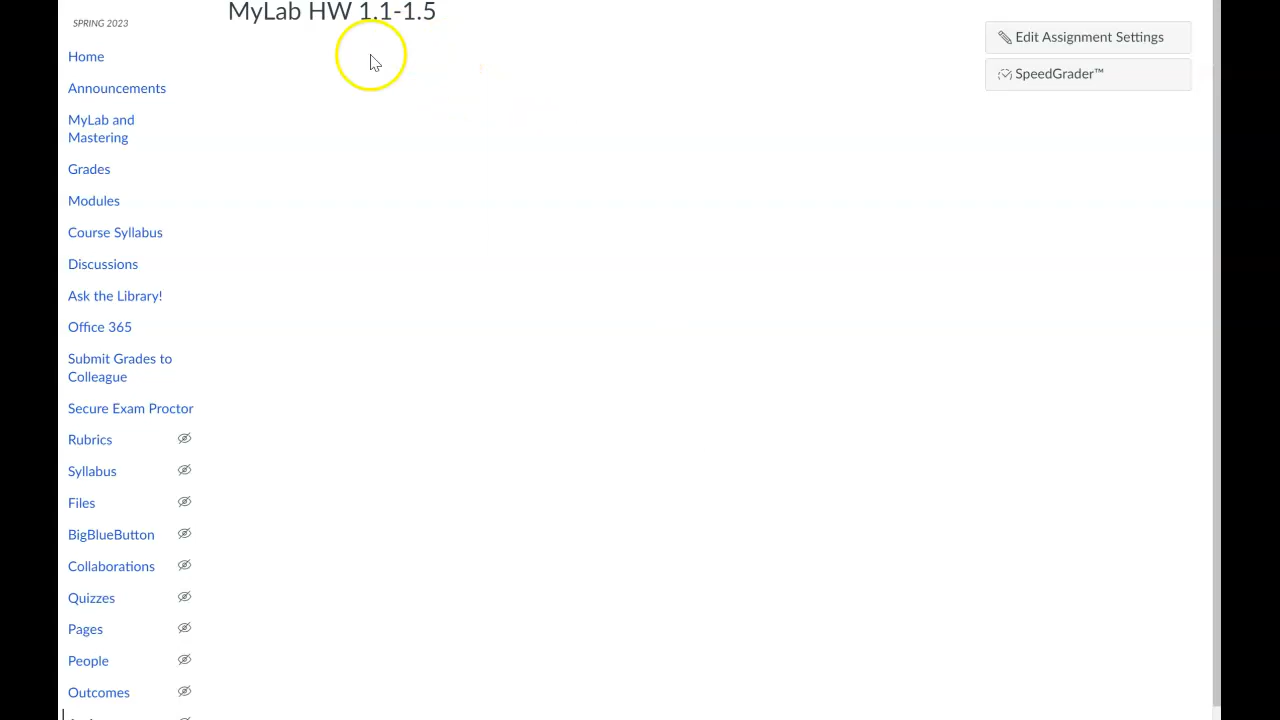 MyLab HW 1.1-1.5
SPRING 2023
Home
Announcements
MyLab and
Mastering
Grades
Modules
Course Syllabus
Discussions
Ask the Library!
Office 365
Submit Grades to
Colleague
Secure Exam Proctor
Rubrics
Syllabus
Files
BigBlueButton
Collaborations
Quizzes
Pages
People
Outcomes
Edit Assignment Settings
SpeedGrader™